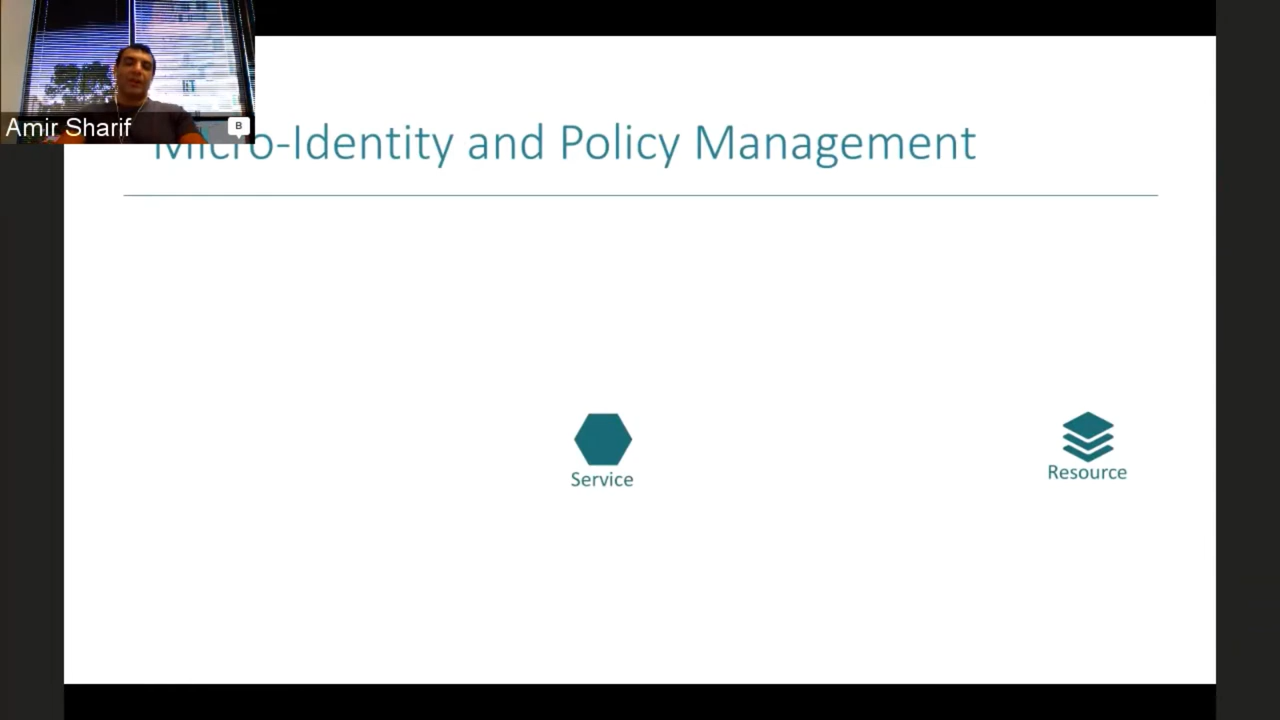 Amir Sharif
B
Micro-Identity and Policy Management
Service
Resource